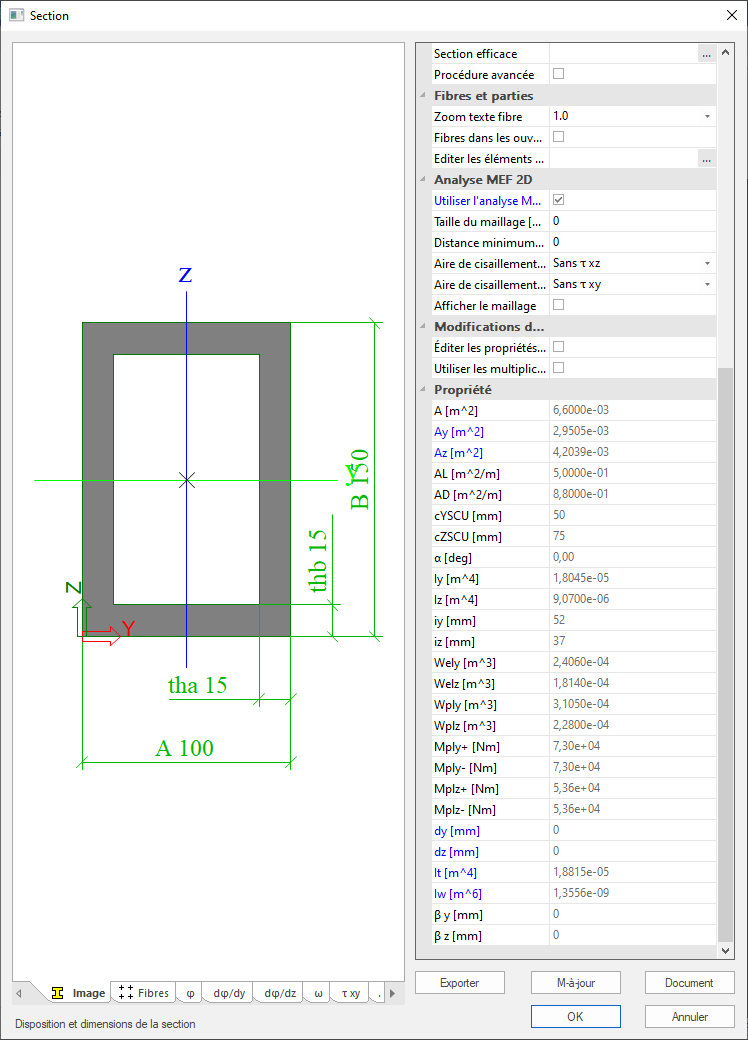 Section
Section efficace ...
Procédure avancée
Fibres et parties
Zoom texte fibre 1.0
Fibres dans les ouv...
Editer les éléments ... ...
Analyse MEF 2D
Utiliser l'analyse M...
Taille du maillage [... 0
Distance minimum... 0
Aire de cisaillement... Sans τ xz
Aire de cisaillement... Sans τ xy
Afficher le maillage
Modifications d...
Éditer les propriétés...
Utiliser les multiplic...
Propriété
A [m^2] 6,6000e-03
Ay [m^2] 2,9505e-03
Az [m^2] 4,2039e-03
AL [m^2/m] 5,0000e-01
AD [m^2/m] 8,8000e-01
cYSCU [mm] 50
cZSCU [mm] 75
α [deg] 0,00
Iy [m^4] 1,8045e-05
Iz [m^4] 9,0700e-06
iy [mm] 52
iz [mm] 37
Wely [m^3] 2,4060e-04
Welz [m^3] 1,8140e-04
Wply [m^3] 3,1050e-04
Wplz [m^3] 2,2800e-04
Mply+ [Nm] 7,30e+04
Mply- [Nm] 7,30e+04
Mplz+ [Nm] 5,36e+04
Mplz- [Nm] 5,36e+04
dy [mm] 0
dz [mm] 0
It [m^4] 1,8815e-05
Iw [m^6] 1,3556e-09
β y [mm] 0
β z [mm] 0
z
y
B 150
thb 15
Z
Y
tha 15
A 100
Image Fibres φ dφ/dy dφ/dz ω τ xy .
Exporter M-à-jour Document
OK Annuler
Disposition et dimensions de la section